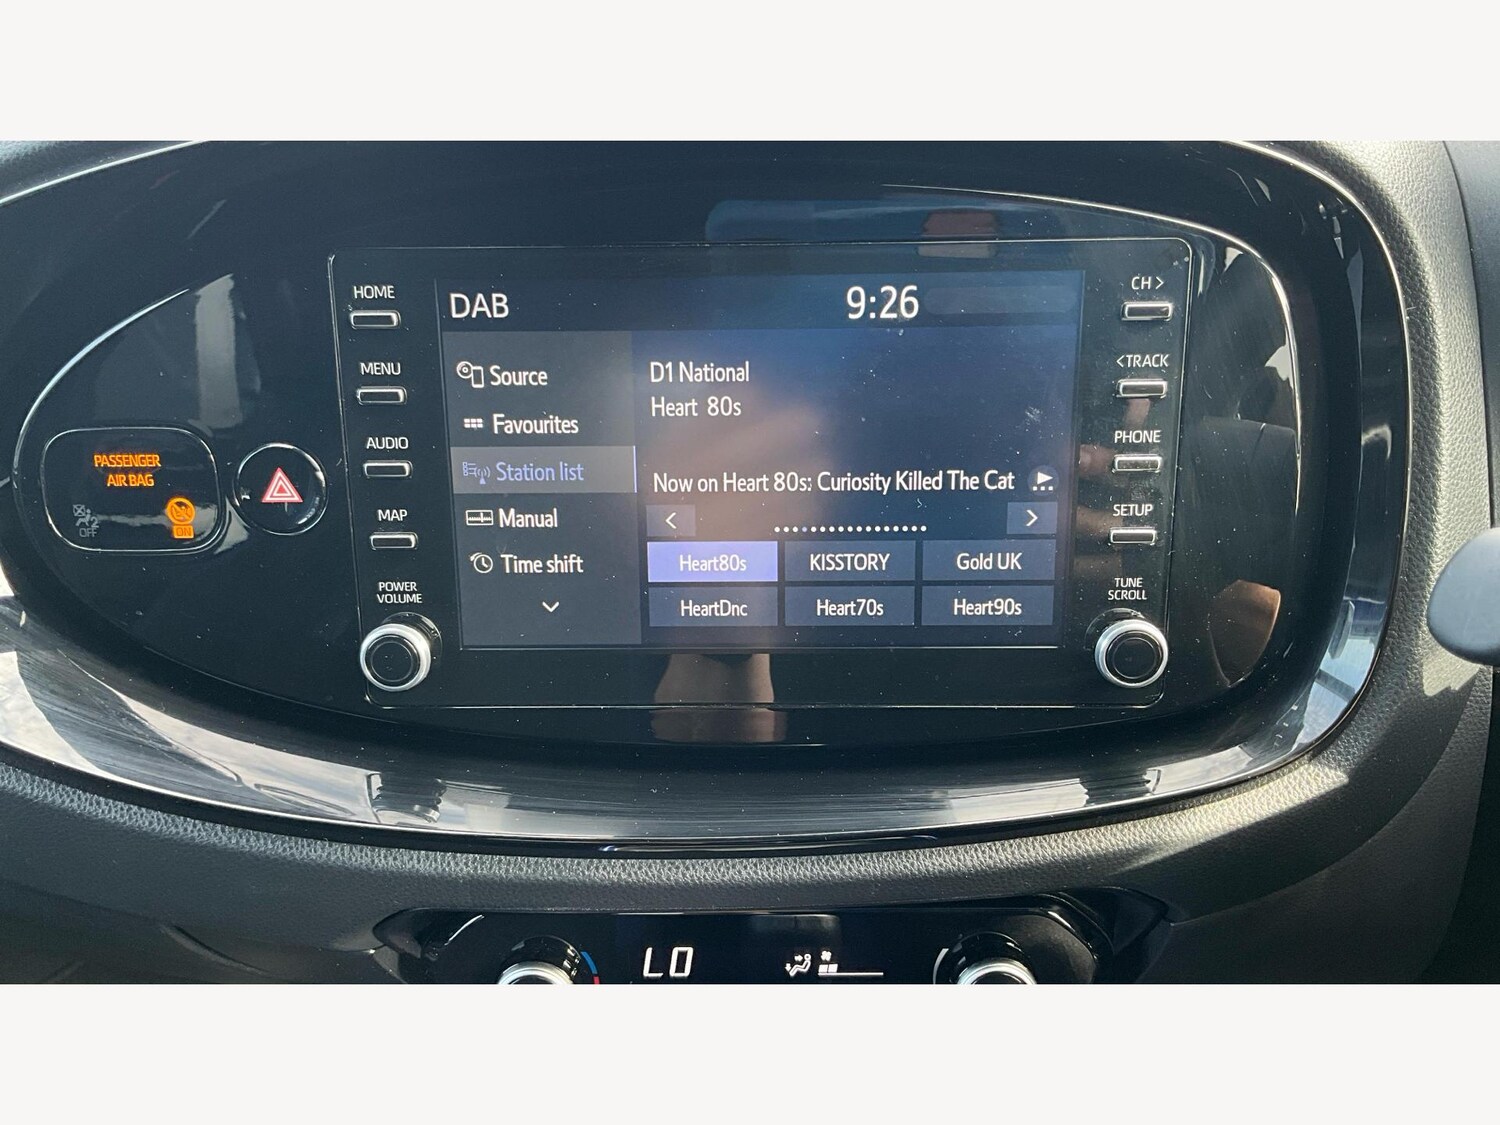 PASSENGER
AIR BAG
OFF
ON
HOME
MENU
AUDIO
MAP
POWER
VOLUME
DAB
9:26
Source
Favourites
Station list
Manual
Time shift
D1 National
Heart 80s
Now on Heart 80s: Curiosity Killed The Cat
Heart80s
KISSTORY
Gold UK
HeartDnc
Heart70s
Heart90s
CH >
< TRACK
PHONE
SETUP
TUNE
SCROLL
LO